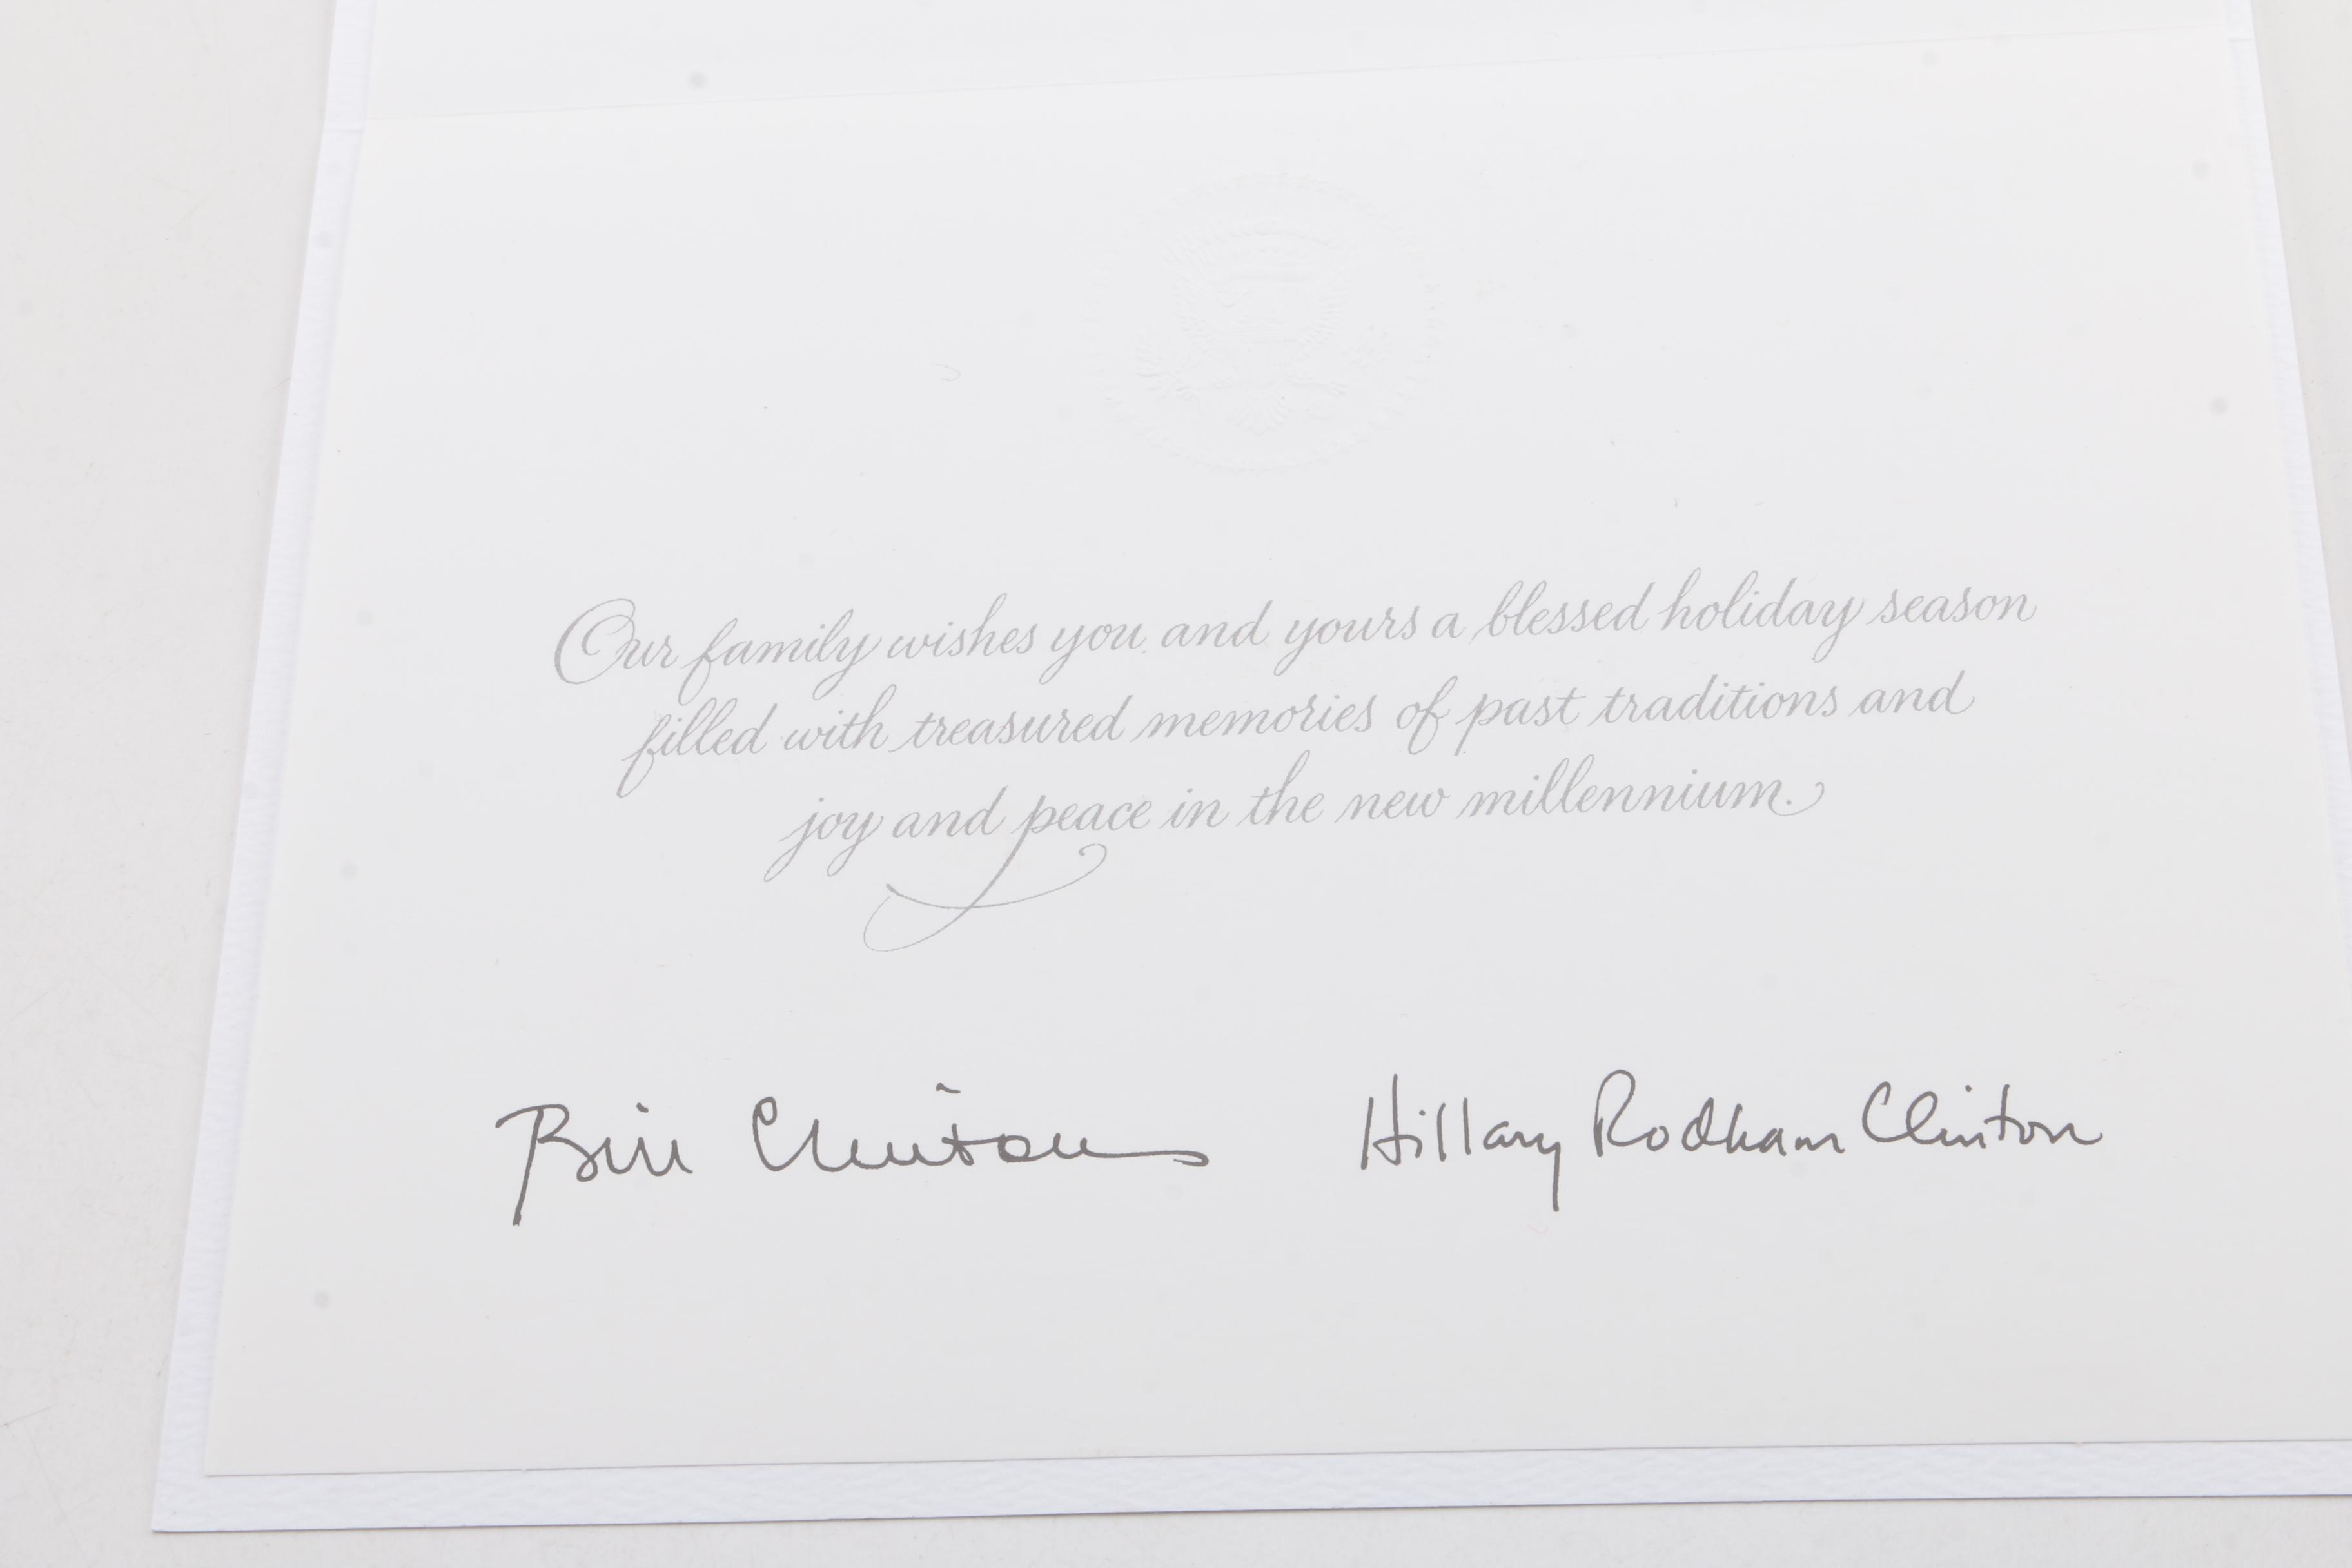 Our family wishes you and yours a blessed holiday season
filled with treasured memories of past traditions and
joy and peace in the new millennium.
Bill Clinton Hillary Rodham Clinton